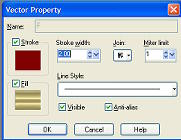 Vector Property
Name:
Stroke
Stroke width:
Join:
Miter limit:
2.00
1
Line Style:
Fill
Visible
Anti-alias
OK
Cancel
Help